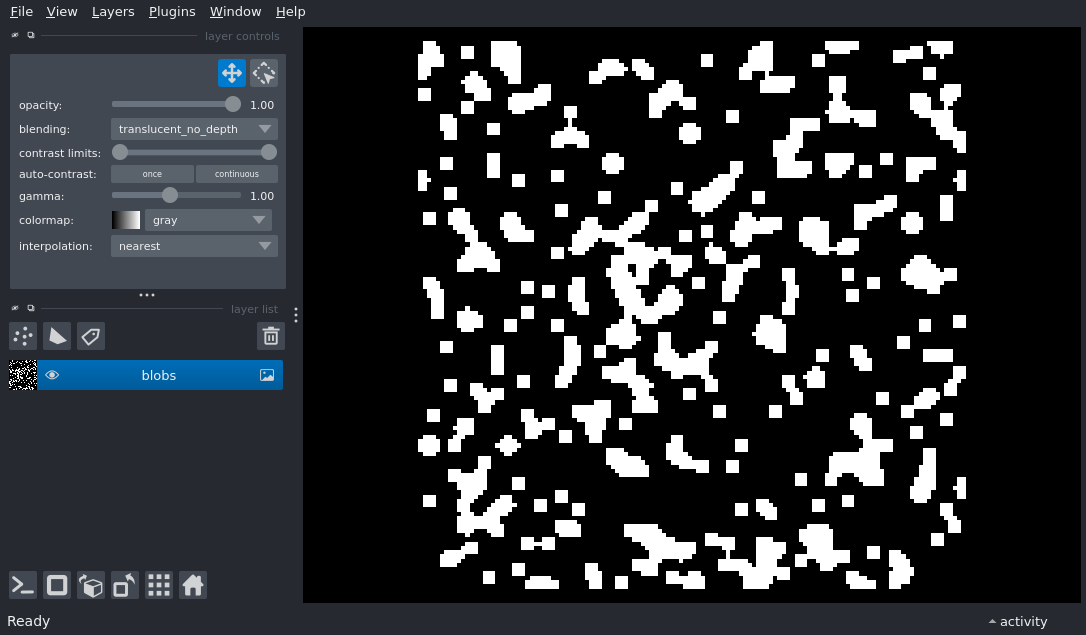 File View Layers Plugins Window Help
layer controls
opacity: 1.00
blending: translucent_no_depth
contrast limits:
auto-contrast: once continuous
gamma: 1.00
colormap: gray
interpolation: nearest
layer list
blobs
Ready activity